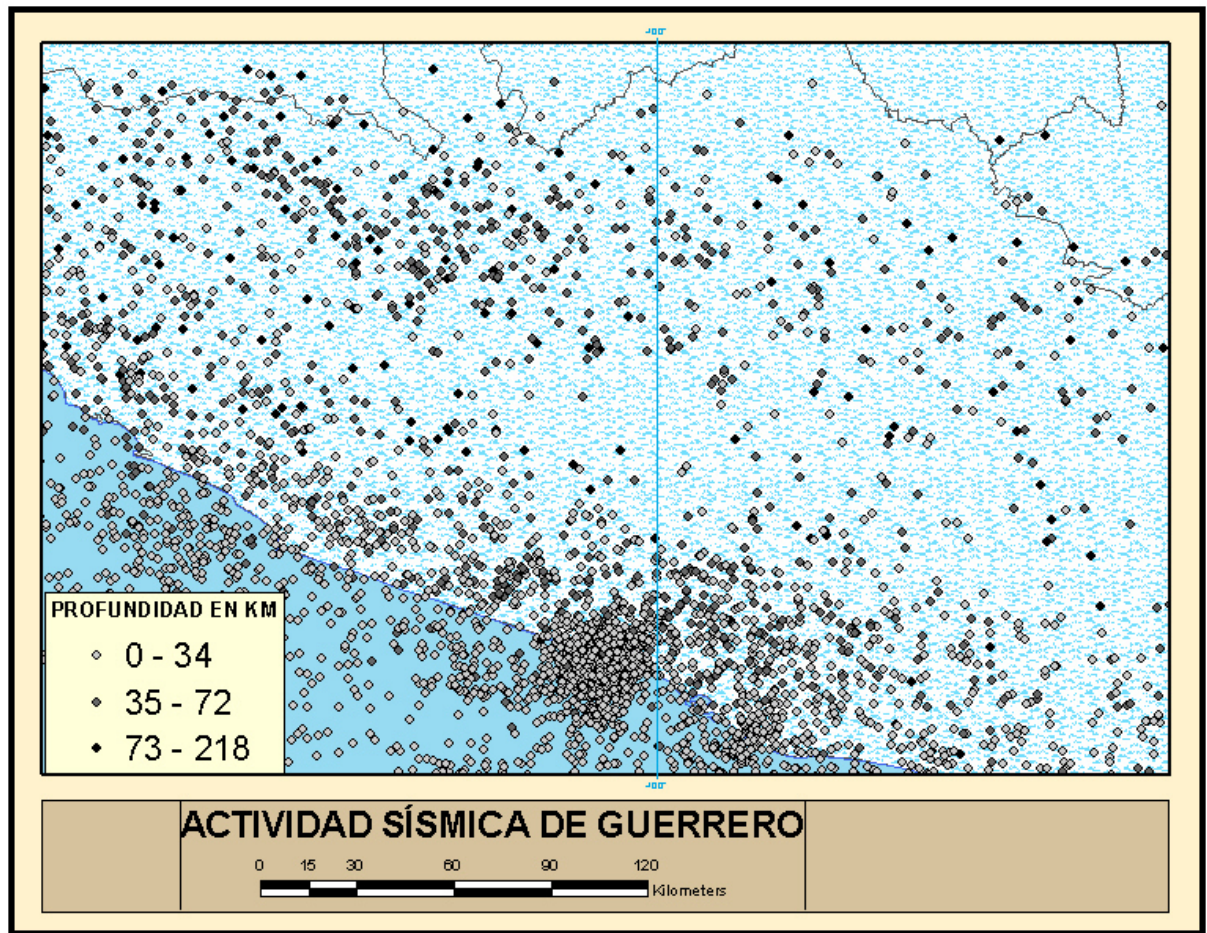 PROFUNDIDAD EN KM
0 - 34
35 - 72
73 - 218
ACTIVIDAD SÍSMICA DE GUERRERO
0 15 30 60 90 120
Kilometers